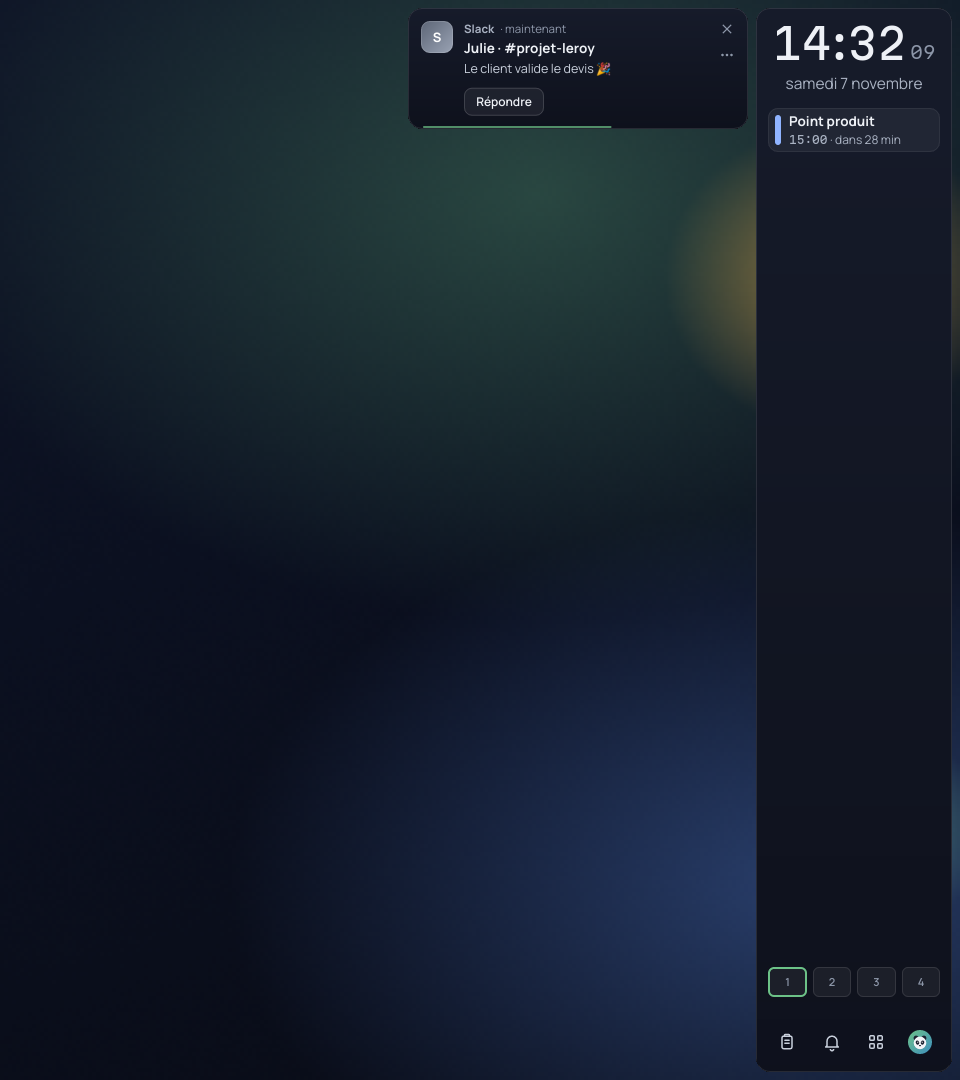 S
Slack · maintenant
Julie · #projet-leroy
Le client valide le devis 🎉
Répondre
14:32 09
samedi 7 novembre
Point produit
15:00 · dans 28 min
1 2 3 4